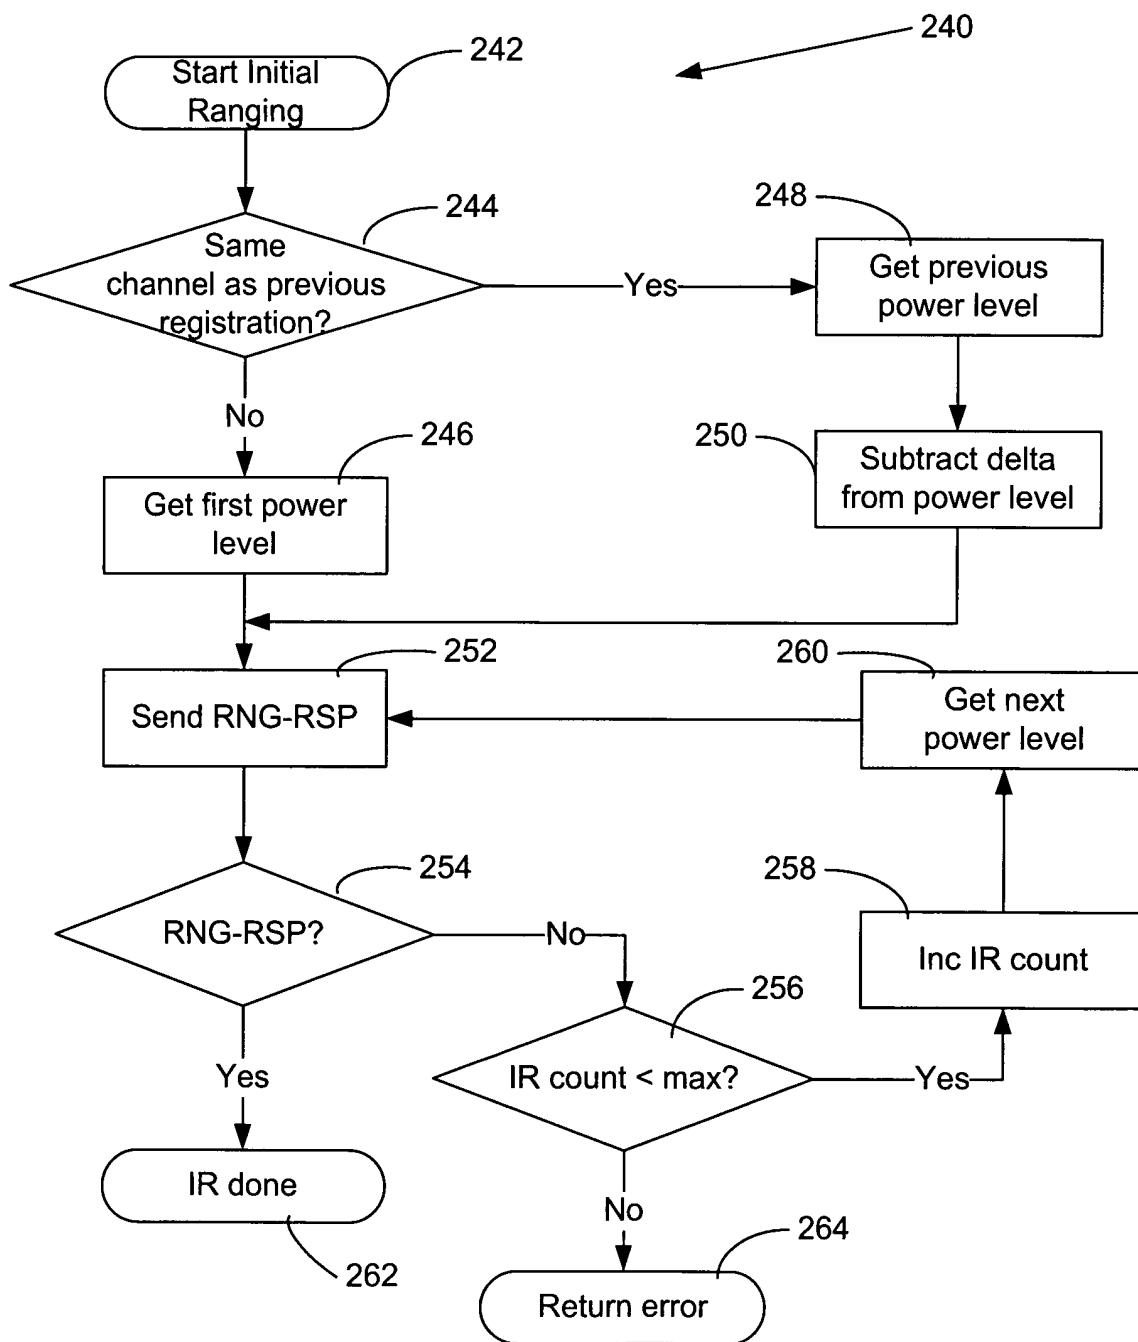 240
242
Start Initial
Ranging
244
Same
channel as previous
registration?
Yes
248
Get previous
power level
No
246
Get first power
level
250
Subtract delta
from power level
252
Send RNG-RSP
260
Get next
power level
254
RNG-RSP?
No
258
Inc IR count
256
IR count < max?
Yes
Yes
IR done
262
No
264
Return error